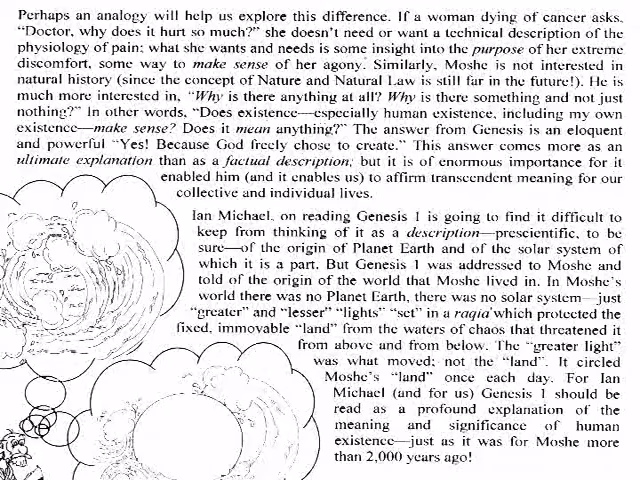 Perhaps an analogy will help us explore this difference. If a woman dying of cancer asks,
"Doctor, why does it hurt so much?" she doesn't need or want a technical description of the
physiology of pain; what she wants and needs is some insight into the purpose of her extreme
discomfort, some way to make sense of her agony. Similarly, Moshe is not interested in
natural history (since the concept of Nature and Natural Law is still far in the future!). He is
much more interested in, "Why is there anything at all? Why is there something and not just
nothing?" In other words, "Does existence—especially human existence, including my own
existence—make sense? Does it mean anything?" The answer from Genesis is an eloquent
and powerful "Yes! Because God freely chose to create." This answer comes more as an
ultimate explanation than as a factual description; but it is of enormous importance for it
enabled him (and it enables us) to affirm transcendent meaning for our
collective and individual lives.
Ian Michael, on reading Genesis 1 is going to find it difficult to
keep from thinking of it as a description—prescientific, to be
sure—of the origin of Planet Earth and of the solar system of
which it is a part. But Genesis 1 was addressed to Moshe and
told of the origin of the world that Moshe lived in. In Moshe's
world there was no Planet Earth, there was no solar system—just
"greater" and "lesser" "lights" "set" in a raqia which protected the
fixed, immovable "land" from the waters of chaos that threatened it
from above and from below. The "greater light"
was what moved; not the "land". It circled
Moshe's "land" once each day. For Ian
Michael (and for us) Genesis 1 should be
read as a profound explanation of the
meaning and significance of human
existence—just as it was for Moshe more
than 2,000 years ago!